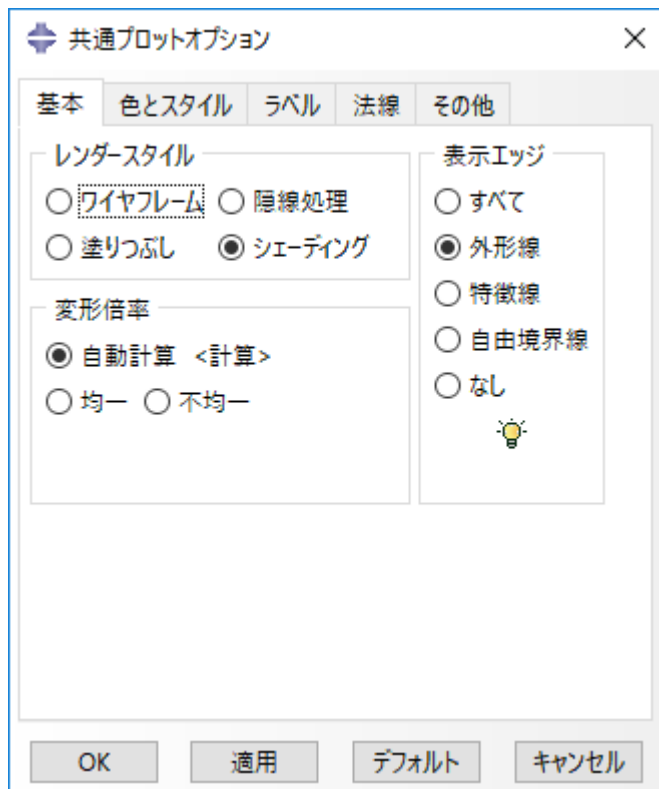 共通プロットオプション
基本 色とスタイル ラベル 法線 その他
レンダースタイル
ワイヤフレーム 隠線処理
塗りつぶし シェーディング
変形倍率
自動計算 <計算>
均一 不均一
表示エッジ
すべて
外形線
特徴線
自由境界線
なし
OK 適用 デフォルト キャンセル